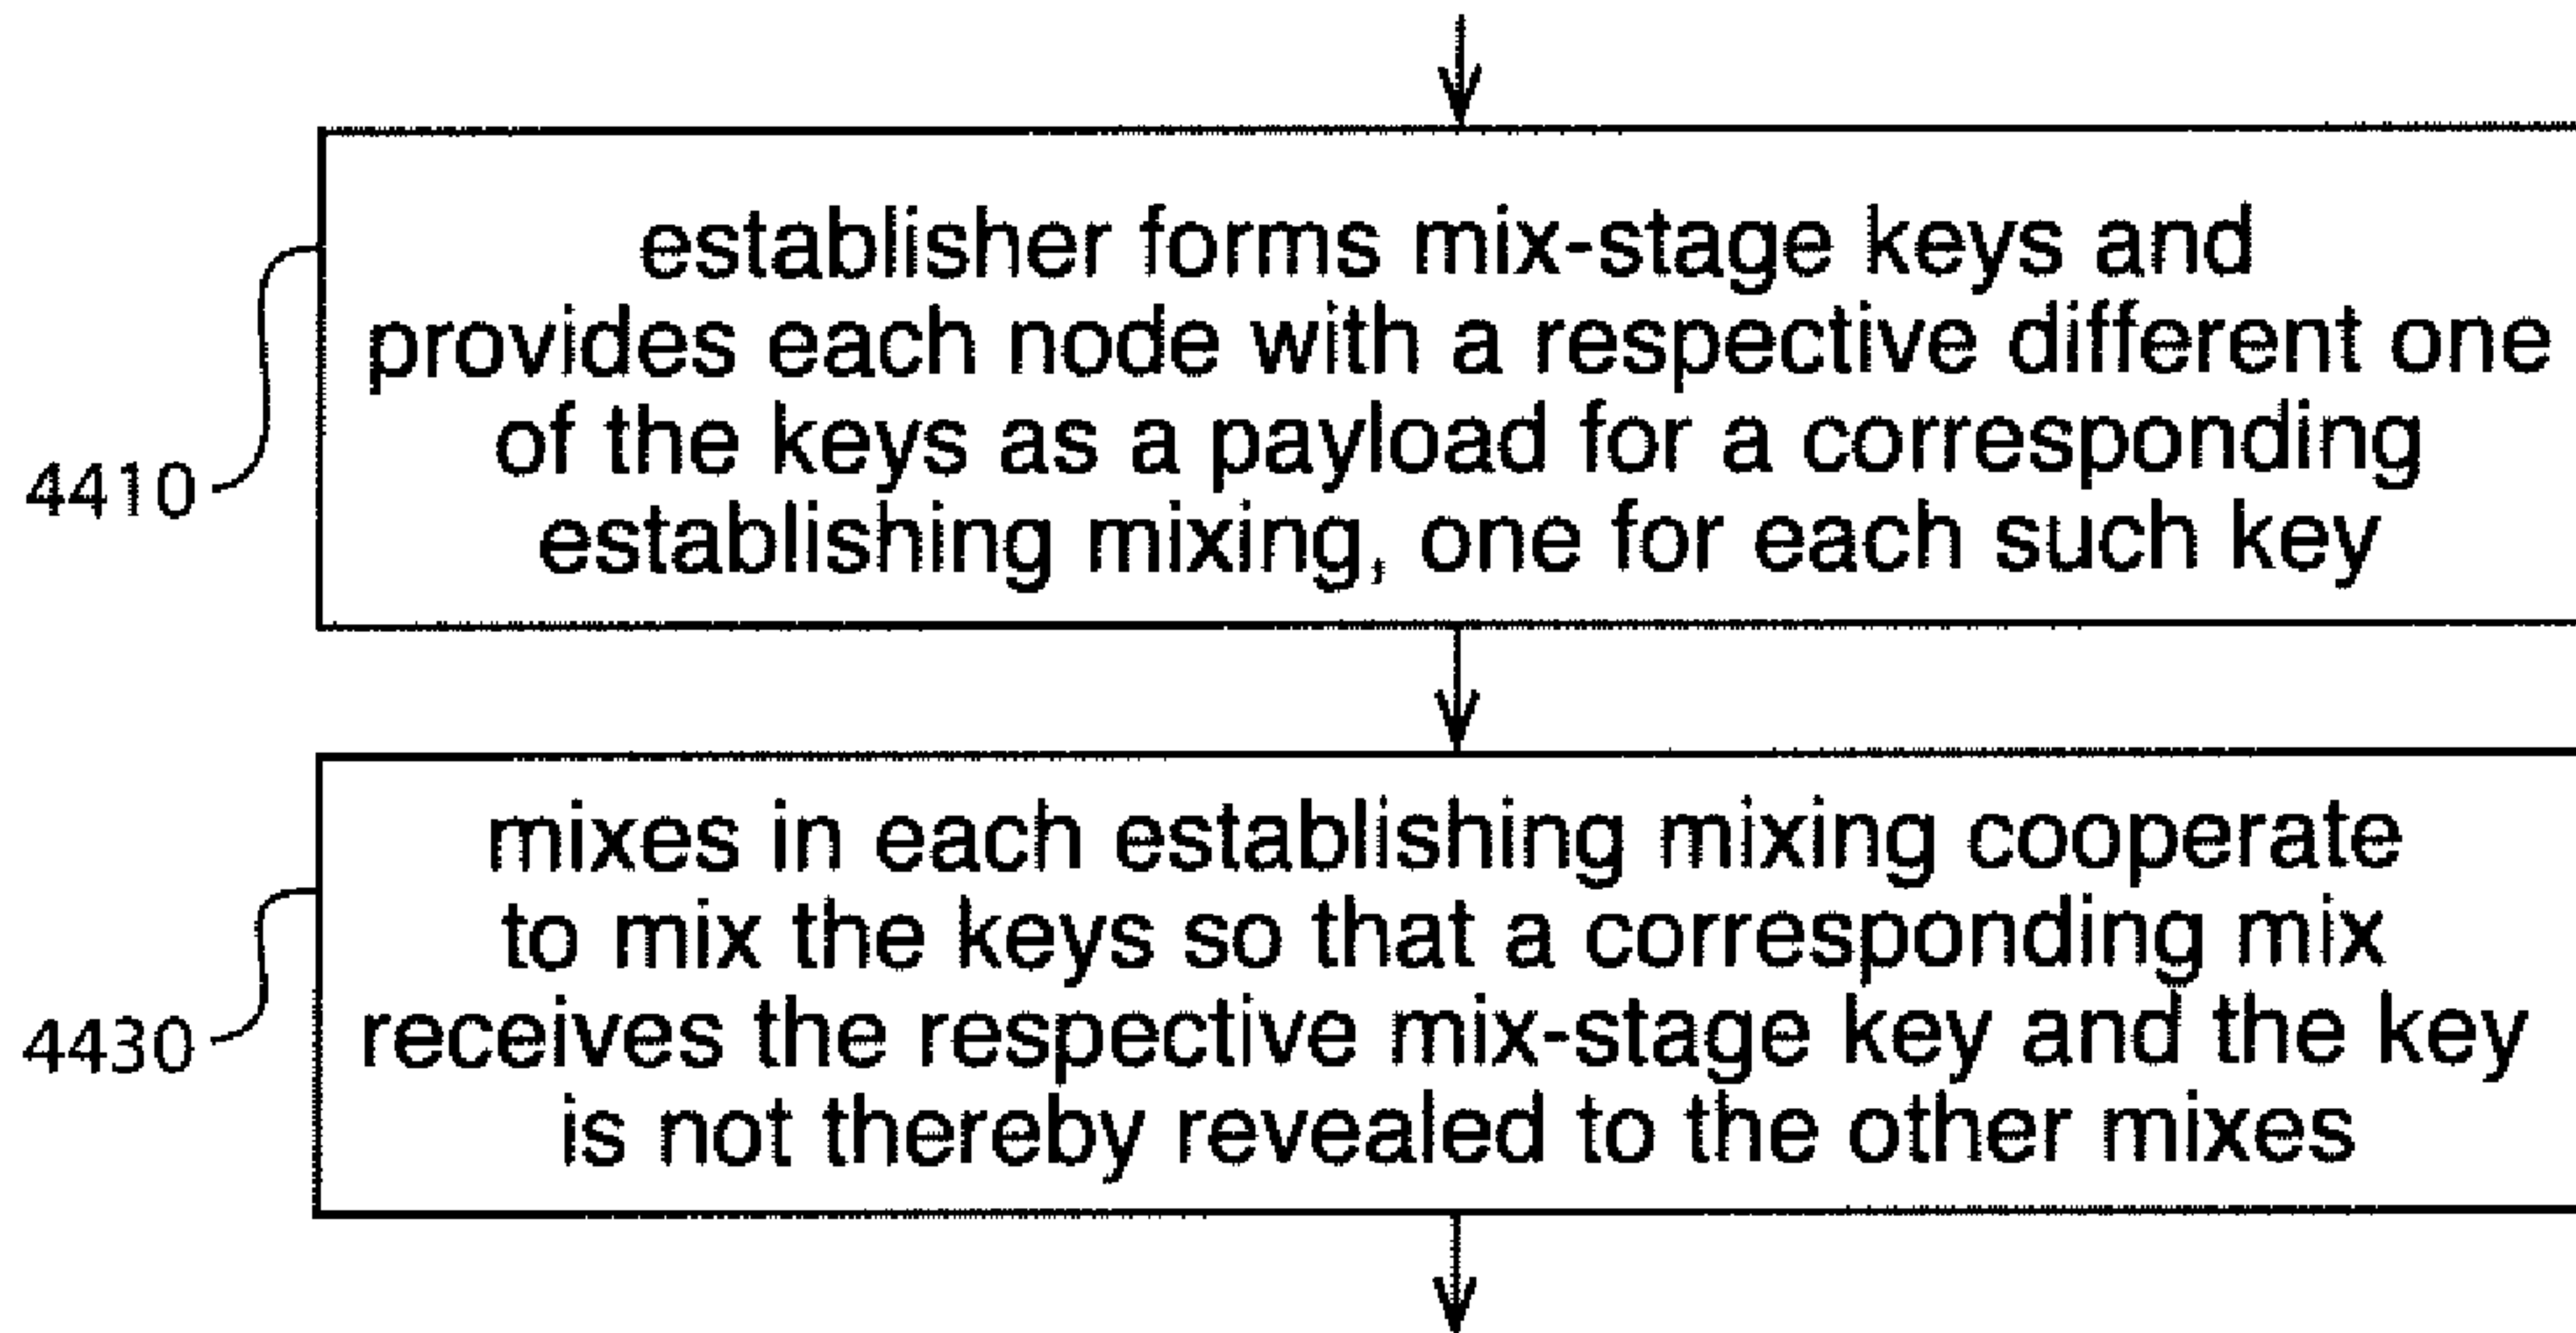 establisher forms mix-stage keys and
provides each node with a respective different one
of the keys as a payload for a corresponding
establishing mixing, one for each such key
4410
mixes in each establishing mixing cooperate
to mix the keys so that a corresponding mix
receives the respective mix-stage key and the key
is not thereby revealed to the other mixes
4430